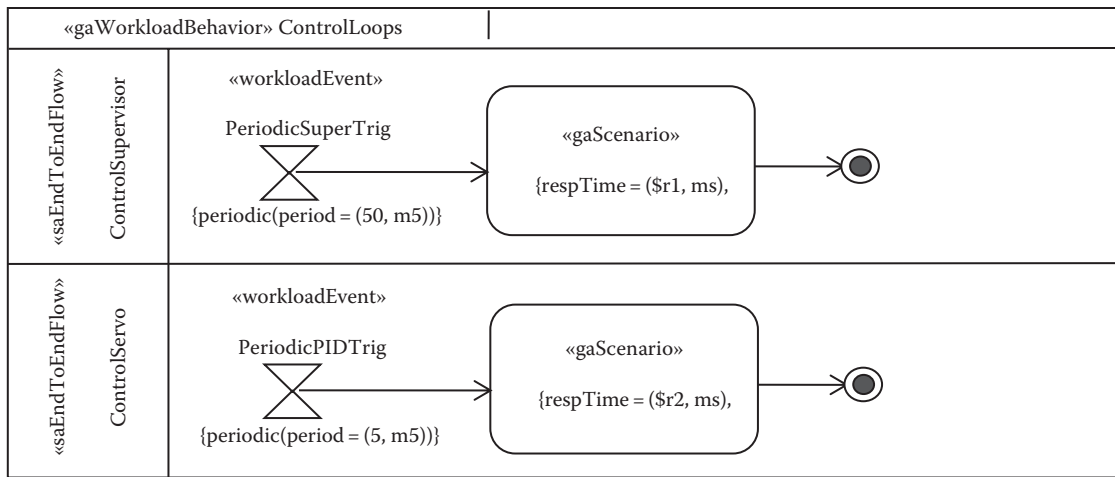 «gaWorkloadBehavior» ControlLoops
«saEndToEndFlow»
ControlSupervisor
«workloadEvent»
PeriodicSuperTrig
{periodic(period = (50, m5))}
«gaScenario»
{respTime = ($r1, ms),
«saEndToEndFlow»
ControlServo
«workloadEvent»
PeriodicPIDTrig
{periodic(period = (5, m5))}
«gaScenario»
{respTime = ($r2, ms),